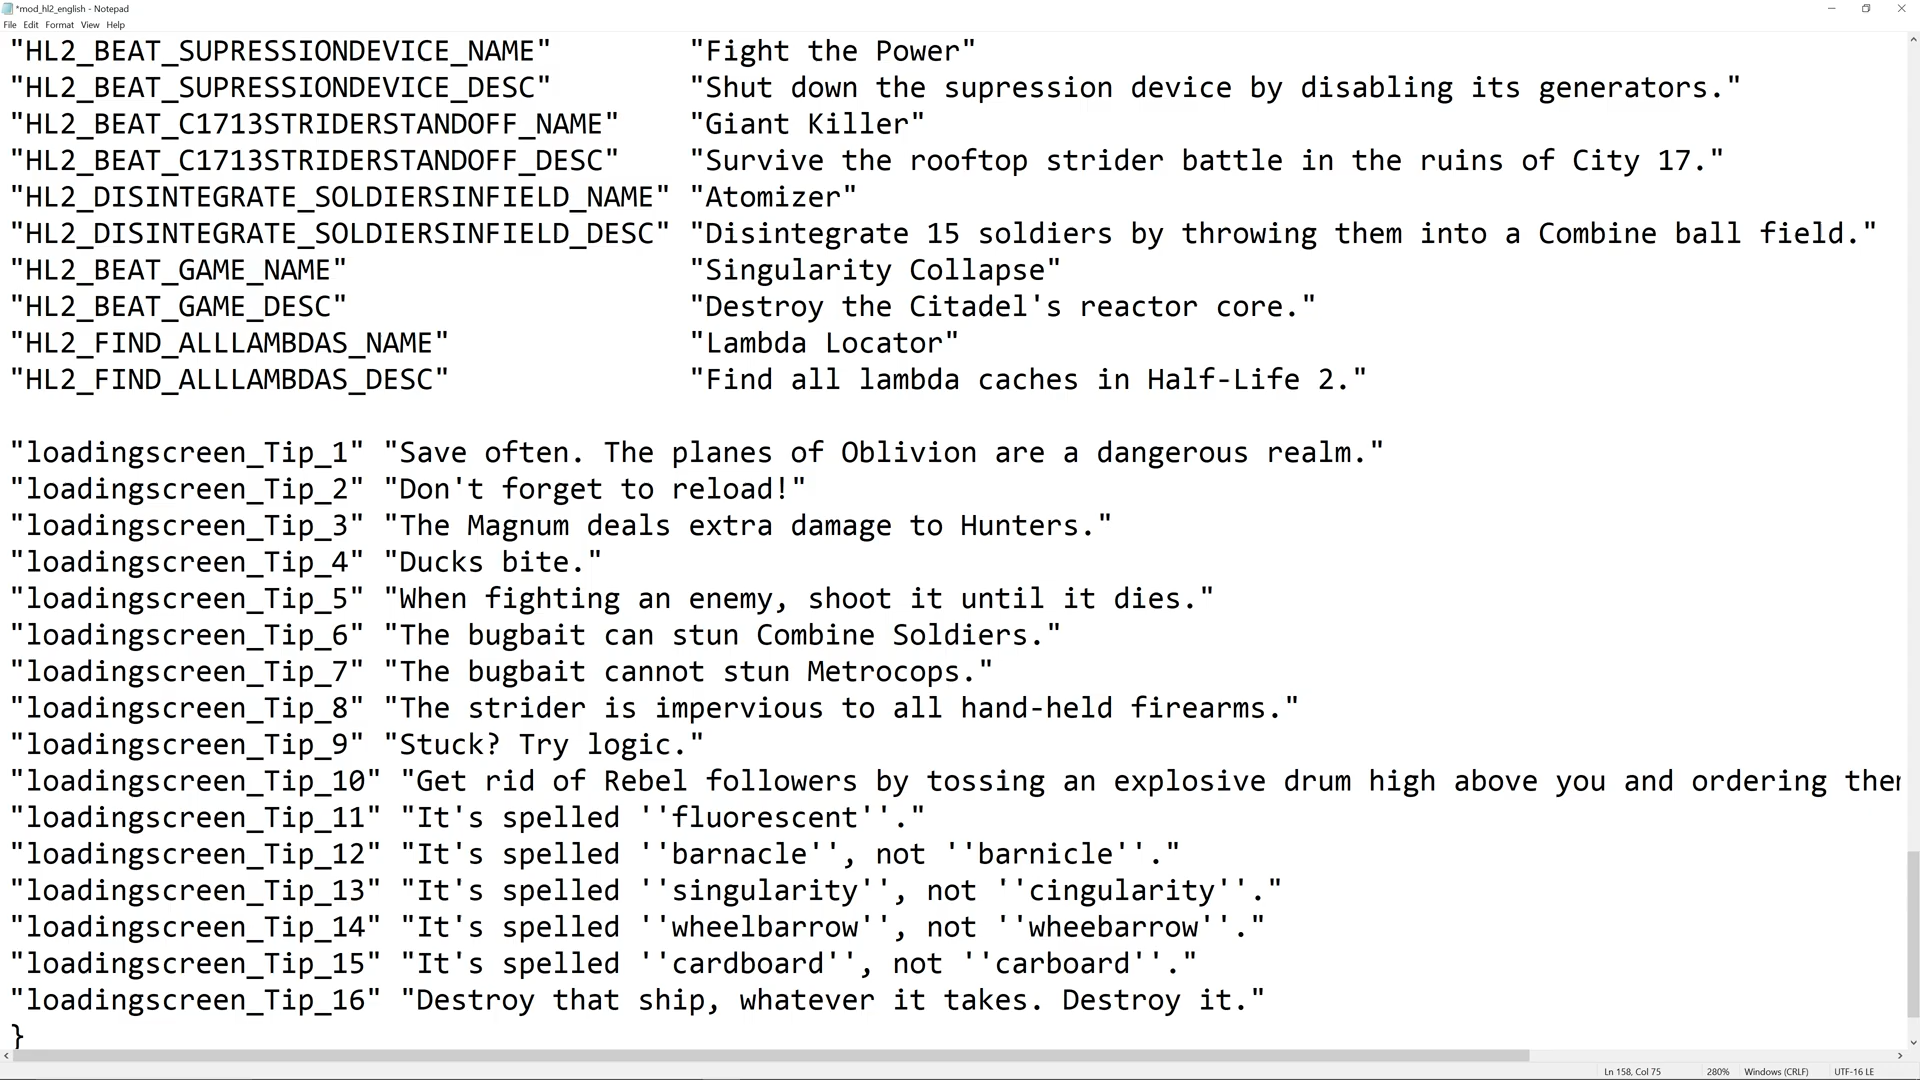 *mod_hl2_english - Notepad
File Edit Format View Help
"HL2_BEAT_SUPRESSIONDEVICE_NAME" "Fight the Power"
"HL2_BEAT_SUPRESSIONDEVICE_DESC" "Shut down the supression device by disabling its generators."
"HL2_BEAT_C1713STRIDERSTANDOFF_NAME" "Giant Killer"
"HL2_BEAT_C1713STRIDERSTANDOFF_DESC" "Survive the rooftop strider battle in the ruins of City 17."
"HL2_DISINTEGRATE_SOLDIERSINFIELD_NAME" "Atomizer"
"HL2_DISINTEGRATE_SOLDIERSINFIELD_DESC" "Disintegrate 15 soldiers by throwing them into a Combine ball field."
"HL2_BEAT_GAME_NAME" "Singularity Collapse"
"HL2_BEAT_GAME_DESC" "Destroy the Citadel's reactor core."
"HL2_FIND_ALLLAMBDAS_NAME" "Lambda Locator"
"HL2_FIND_ALLLAMBDAS_DESC" "Find all lambda caches in Half-Life 2."
"loadingscreen_Tip_1" "Save often. The planes of Oblivion are a dangerous realm."
"loadingscreen_Tip_2" "Don't forget to reload!"
"loadingscreen_Tip_3" "The Magnum deals extra damage to Hunters."
"loadingscreen_Tip_4" "Ducks bite."
"loadingscreen_Tip_5" "When fighting an enemy, shoot it until it dies."
"loadingscreen_Tip_6" "The bugbait can stun Combine Soldiers."
"loadingscreen_Tip_7" "The bugbait cannot stun Metrocops."
"loadingscreen_Tip_8" "The strider is impervious to all hand-held firearms."
"loadingscreen_Tip_9" "Stuck? Try logic."
"loadingscreen_Tip_10" "Get rid of Rebel followers by tossing an explosive drum high above you and ordering
"loadingscreen_Tip_11" "It's spelled ''fluorescent''."
"loadingscreen_Tip_12" "It's spelled ''barnacle'', not ''barnicle''."
"loadingscreen_Tip_13" "It's spelled ''singularity'', not ''cingularity''."
"loadingscreen_Tip_14" "It's spelled ''wheelbarrow'', not ''wheebarrow''."
"loadingscreen_Tip_15" "It's spelled ''cardboard'', not ''carboard''."
"loadingscreen_Tip_16" "Destroy that ship, whatever it takes. Destroy it."
}
Ln 158, Col 75 280% Windows (CRLF) UTF-16 LE